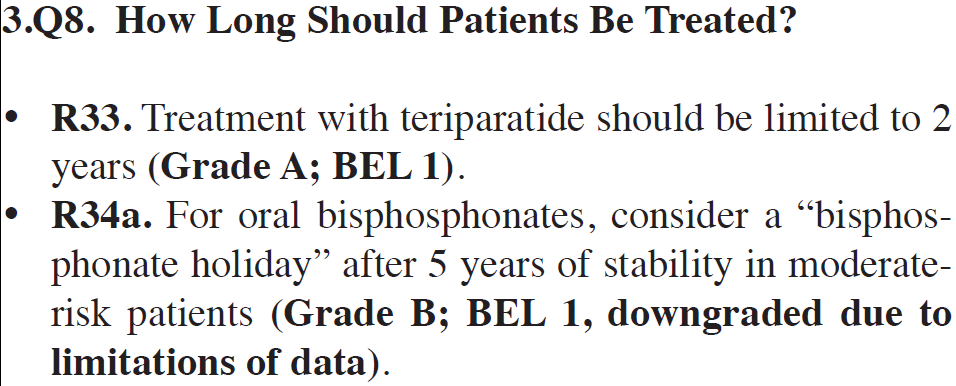 3.Q8. How Long Should Patients Be Treated?
• R33. Treatment with teriparatide should be limited to 2
years (Grade A; BEL 1).
• R34a. For oral bisphosphonates, consider a “bisphos-
phonate holiday” after 5 years of stability in moderate-
risk patients (Grade B; BEL 1, downgraded due to
limitations of data).